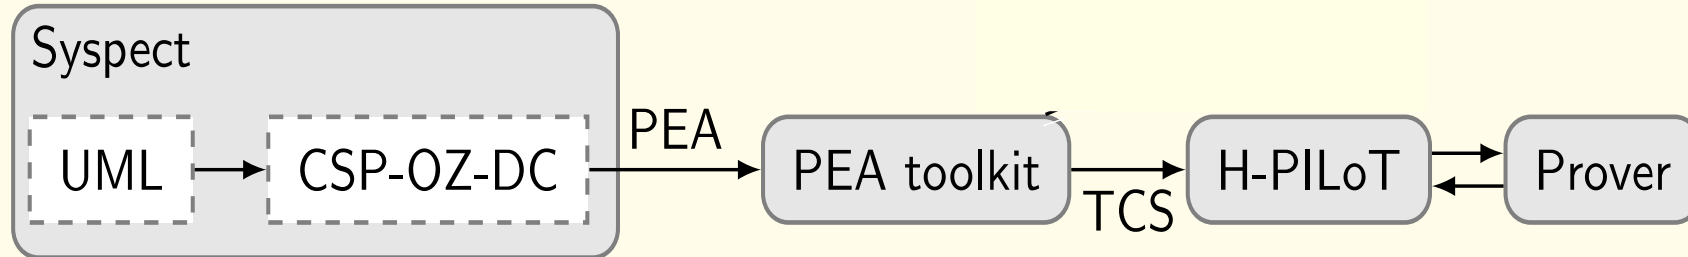 Syspect
UML
CSP-OZ-DC
PEA
PEA toolkit
TCS
H-PILoT
Prover